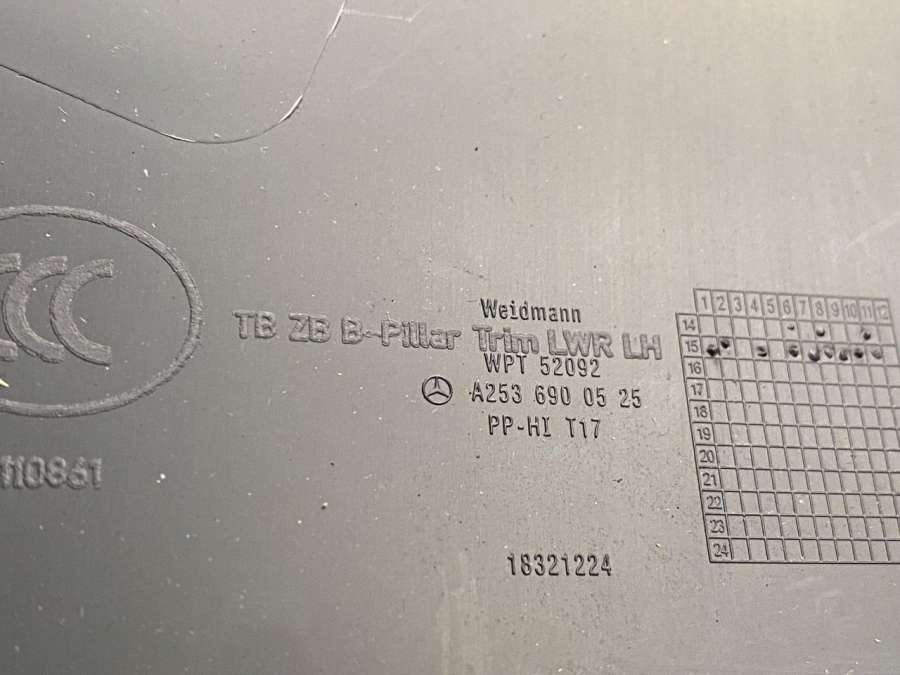 Weidmann
TB ZB B-Pillar Trim LWR LH
WPT 52092
A253 690 05 25
PP-HI T17
CCC
110861
18321224
1 2 3 4 5 6 7 8 9 10 11 12
14
15
16
17
18
19
20
21
22
23
24